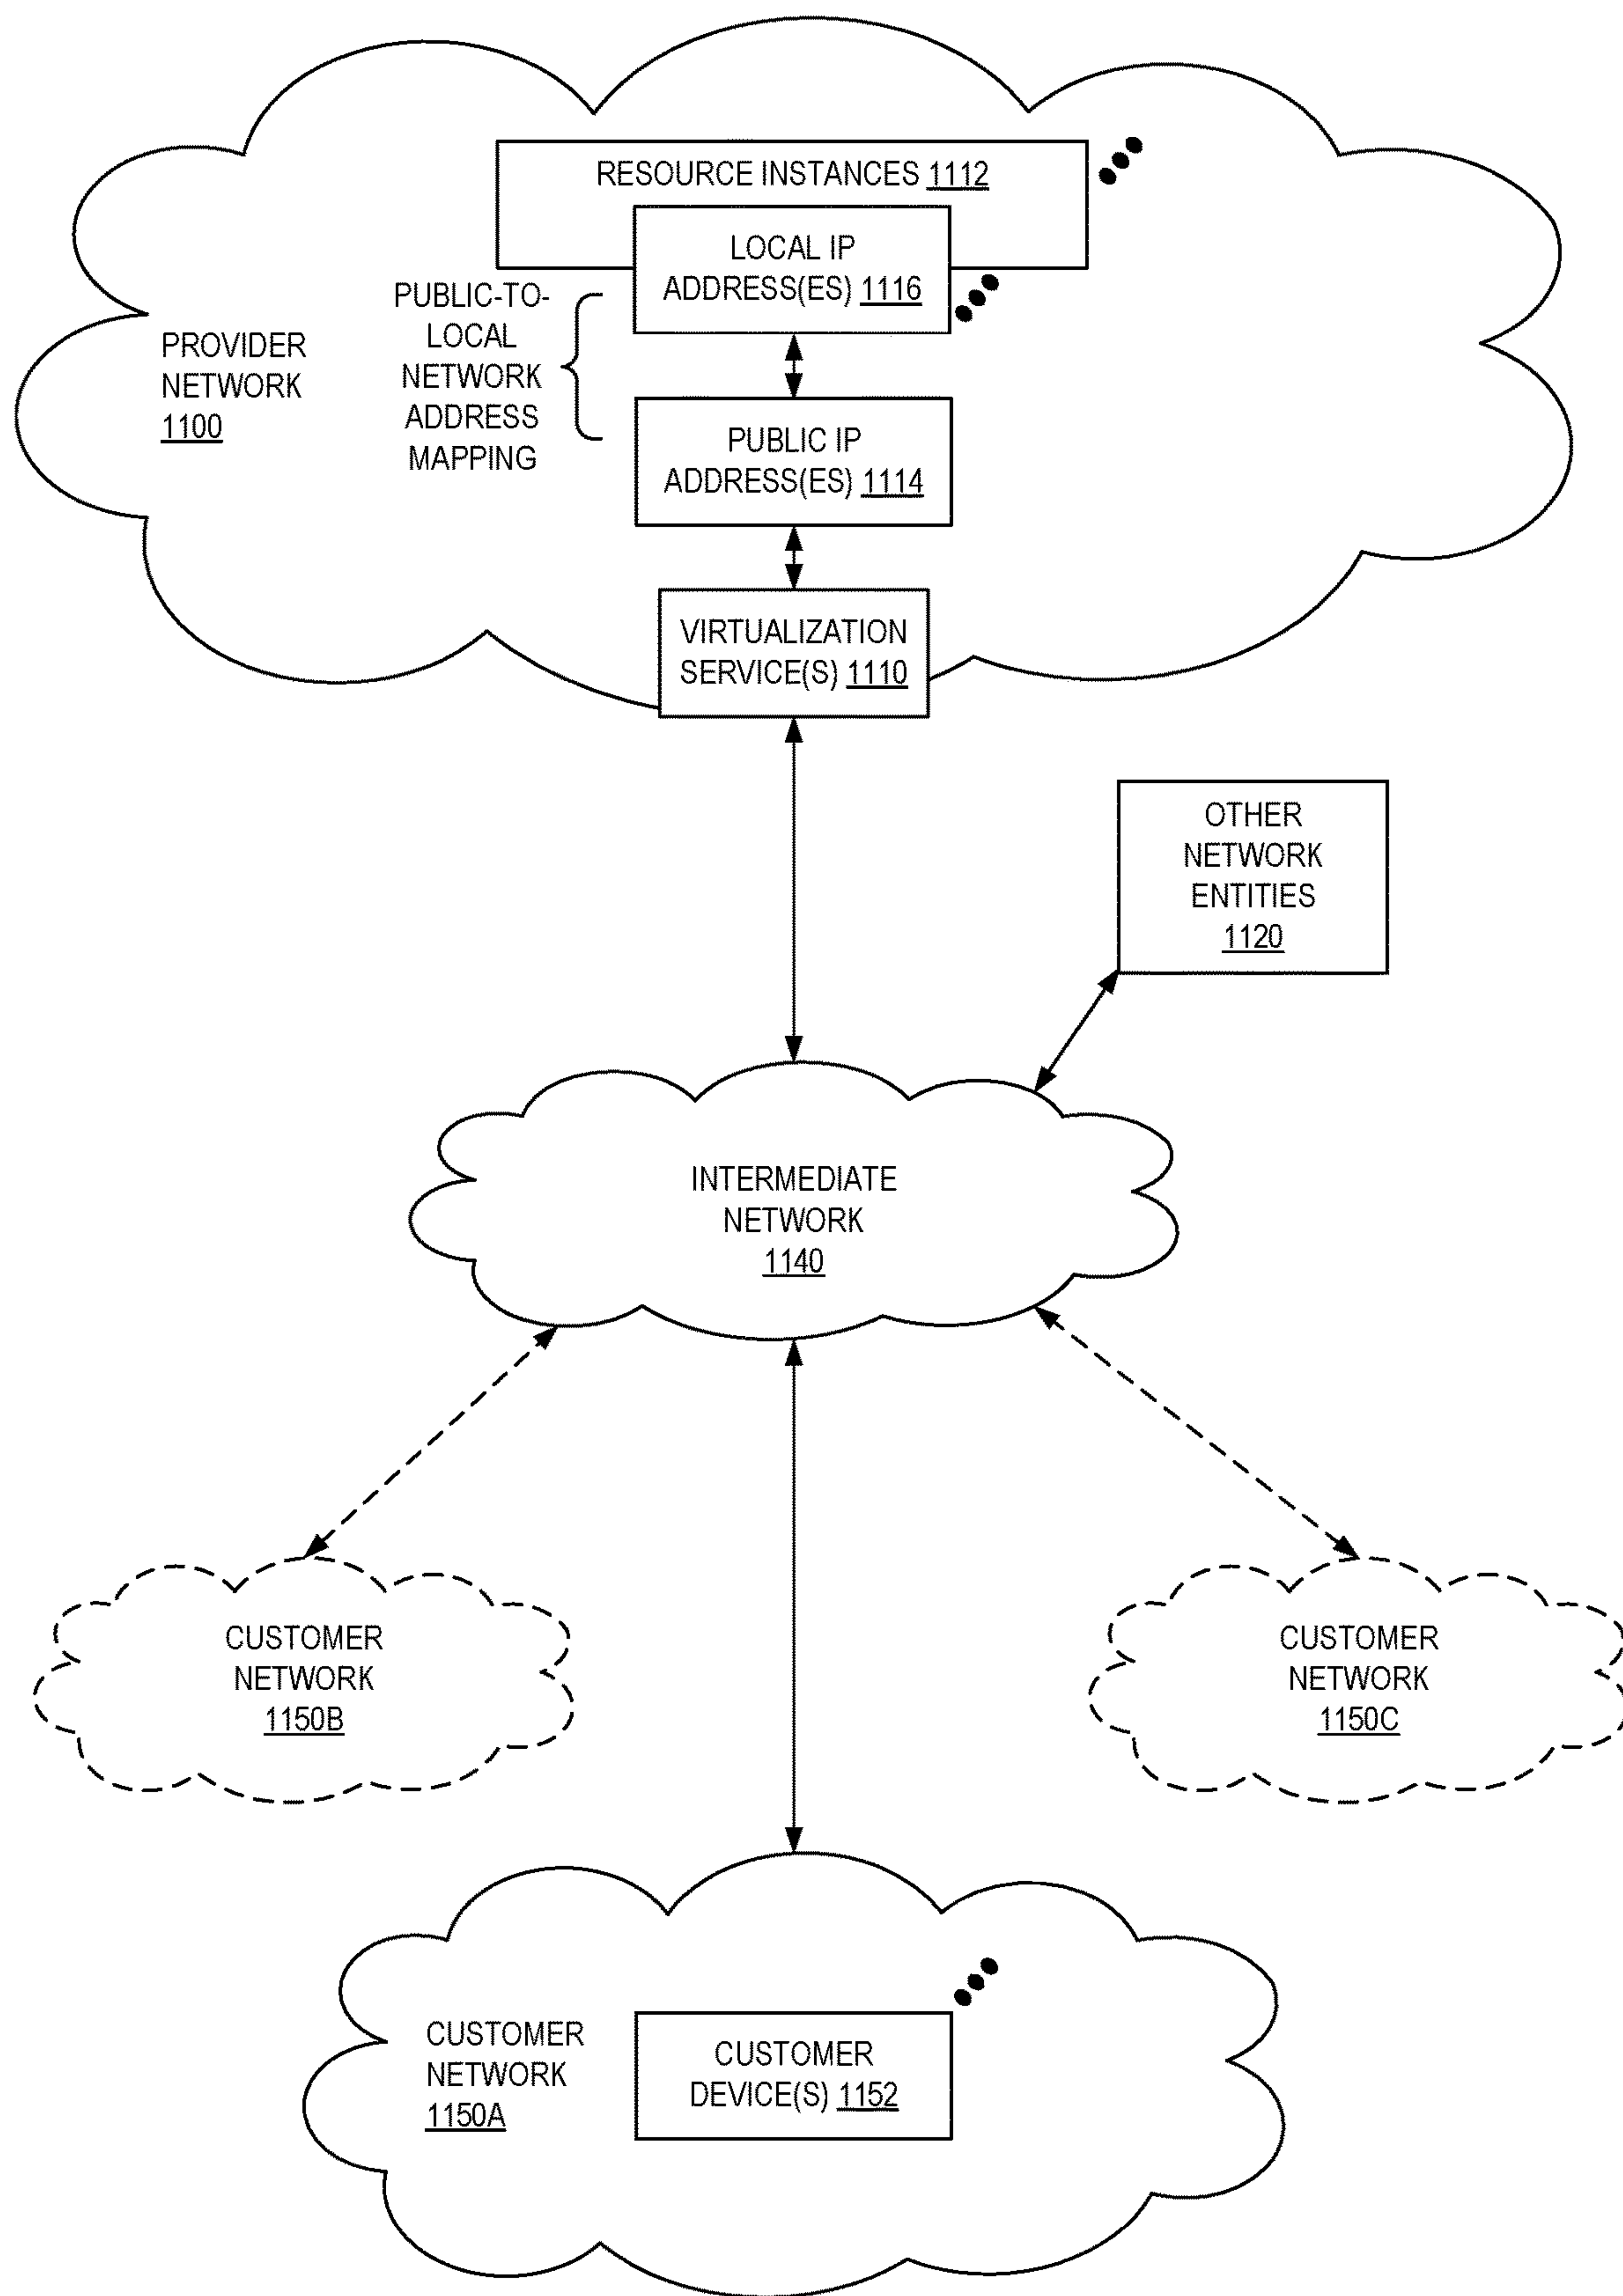 RESOURCE INSTANCES 1112
LOCAL IP
ADDRESS(ES) 1116
PUBLIC-TO-
LOCAL
NETWORK
ADDRESS
MAPPING
PROVIDER
NETWORK
1100
PUBLIC IP
ADDRESS(ES) 1114
VIRTUALIZATION
SERVICE(S) 1110
OTHER
NETWORK
ENTITIES
1120
INTERMEDIATE
NETWORK
1140
CUSTOMER
NETWORK
1150B
CUSTOMER
NETWORK
1150C
CUSTOMER
NETWORK
1150A
CUSTOMER
DEVICE(S) 1152